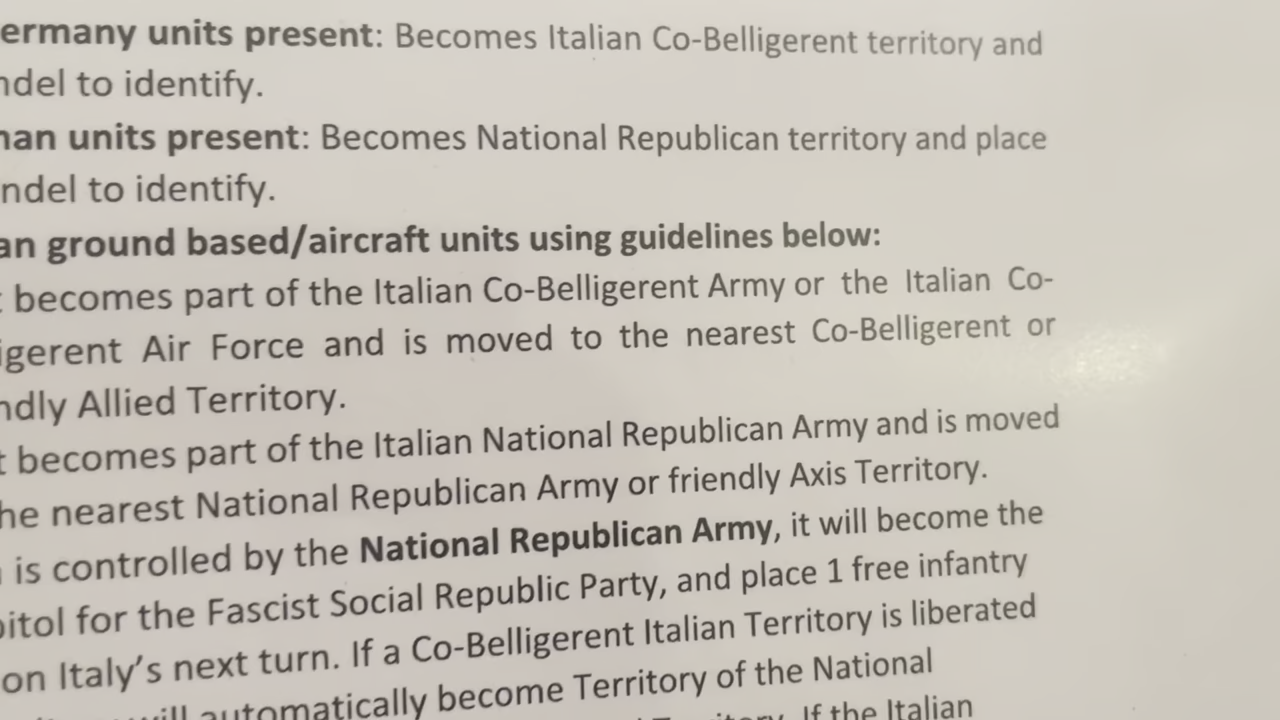 ermany units present: Becomes Italian Co-Belligerent territory and
ndel to identify.
man units present: Becomes National Republican territory and place
ndel to identify.
an ground based/aircraft units using guidelines below:
becomes part of the Italian Co-Belligerent Army or the Italian Co-
igerent Air Force and is moved to the nearest Co-Belligerent or
ndly Allied Territory.
t becomes part of the Italian National Republican Army and is moved
he nearest National Republican Army or friendly Axis Territory.
is controlled by the National Republican Army, it will become the
pitol for the Fascist Social Republic Party, and place 1 free infantry
on Italy's next turn. If a Co-Belligerent Italian Territory is liberated
will automatically become Territory of the National
Territory. If the Italian